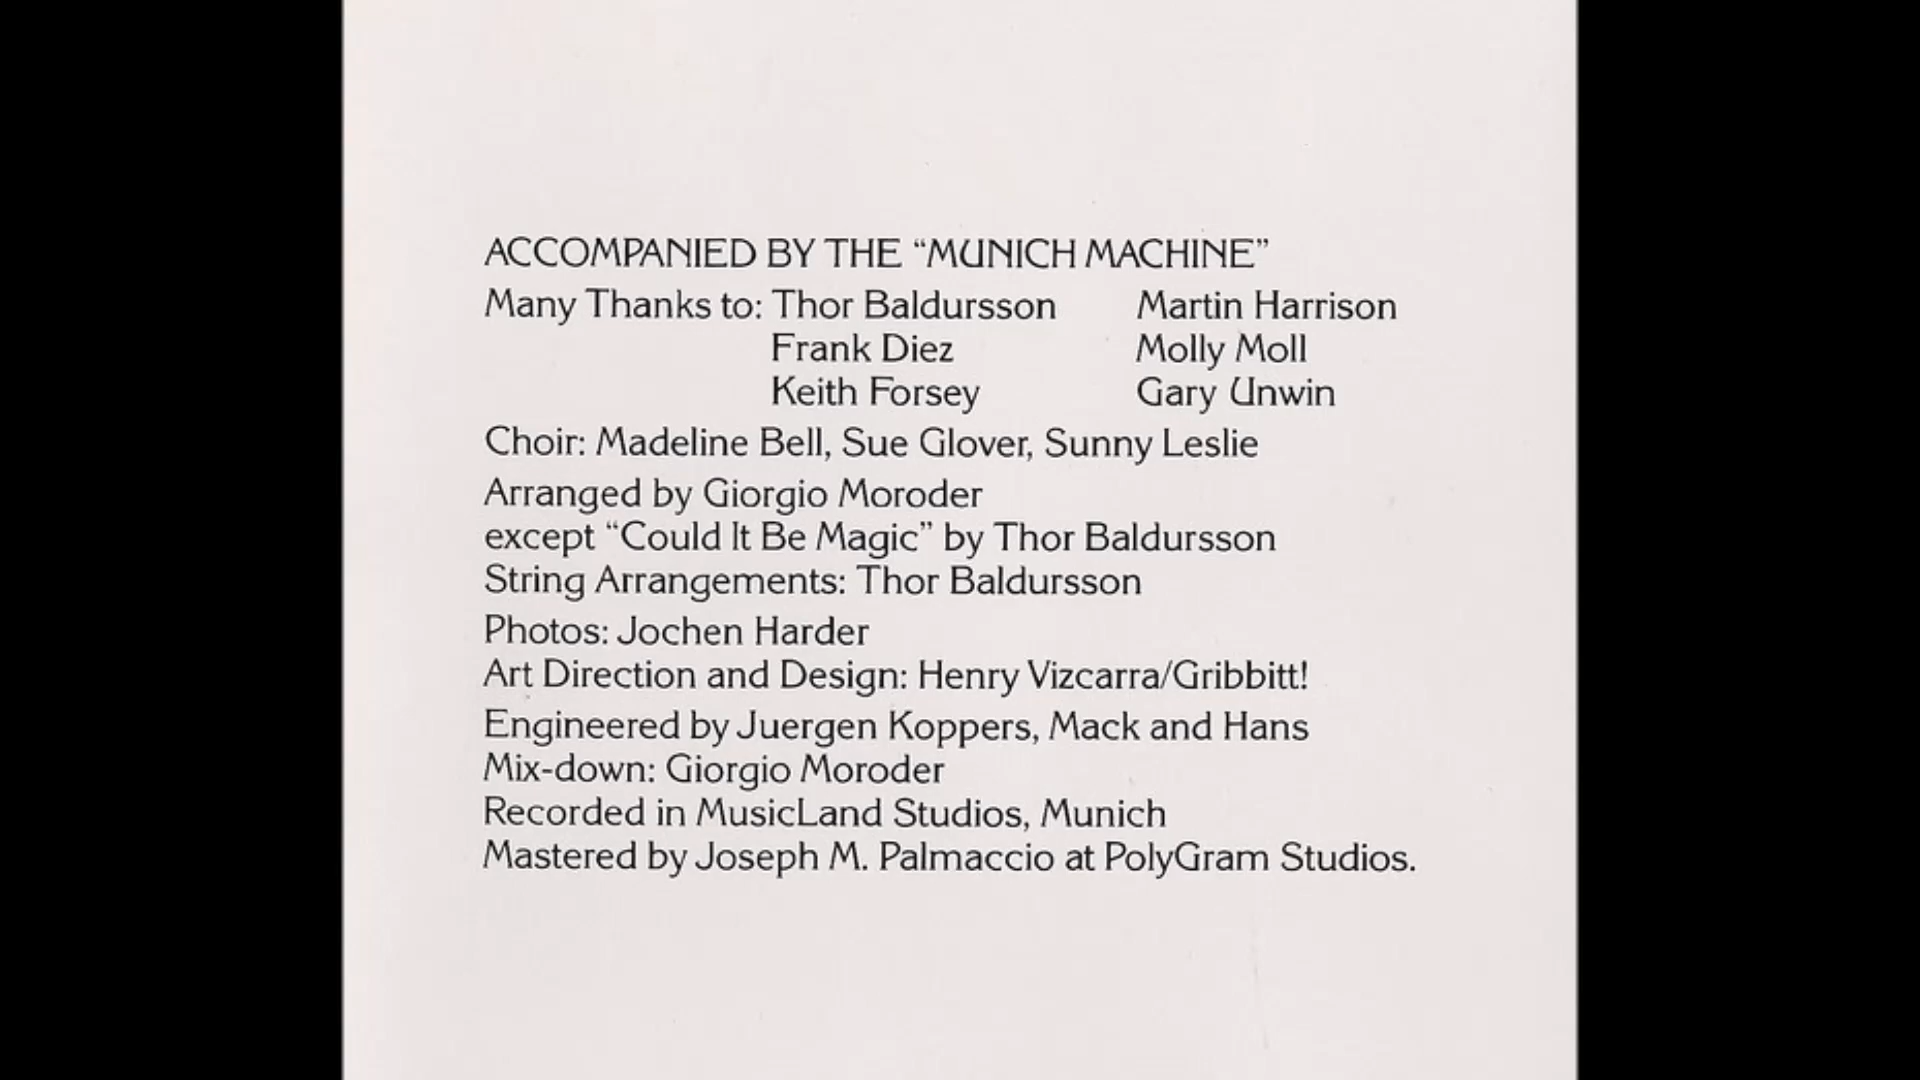 ACCOMPANIED BY THE “MUNICH MACHINE”
Many Thanks to: Thor Baldursson Martin Harrison
Frank Diez Molly Moll
Keith Forsey Gary Unwin
Choir: Madeline Bell, Sue Glover, Sunny Leslie
Arranged by Giorgio Moroder
except “Could It Be Magic” by Thor Baldursson
String Arrangements: Thor Baldursson
Photos: Jochen Harder
Art Direction and Design: Henry Vizcarra/Gribbitt!
Engineered by Juergen Koppers, Mack and Hans
Mix-down: Giorgio Moroder
Recorded in MusicLand Studios, Munich
Mastered by Joseph M. Palmaccio at PolyGram Studios.